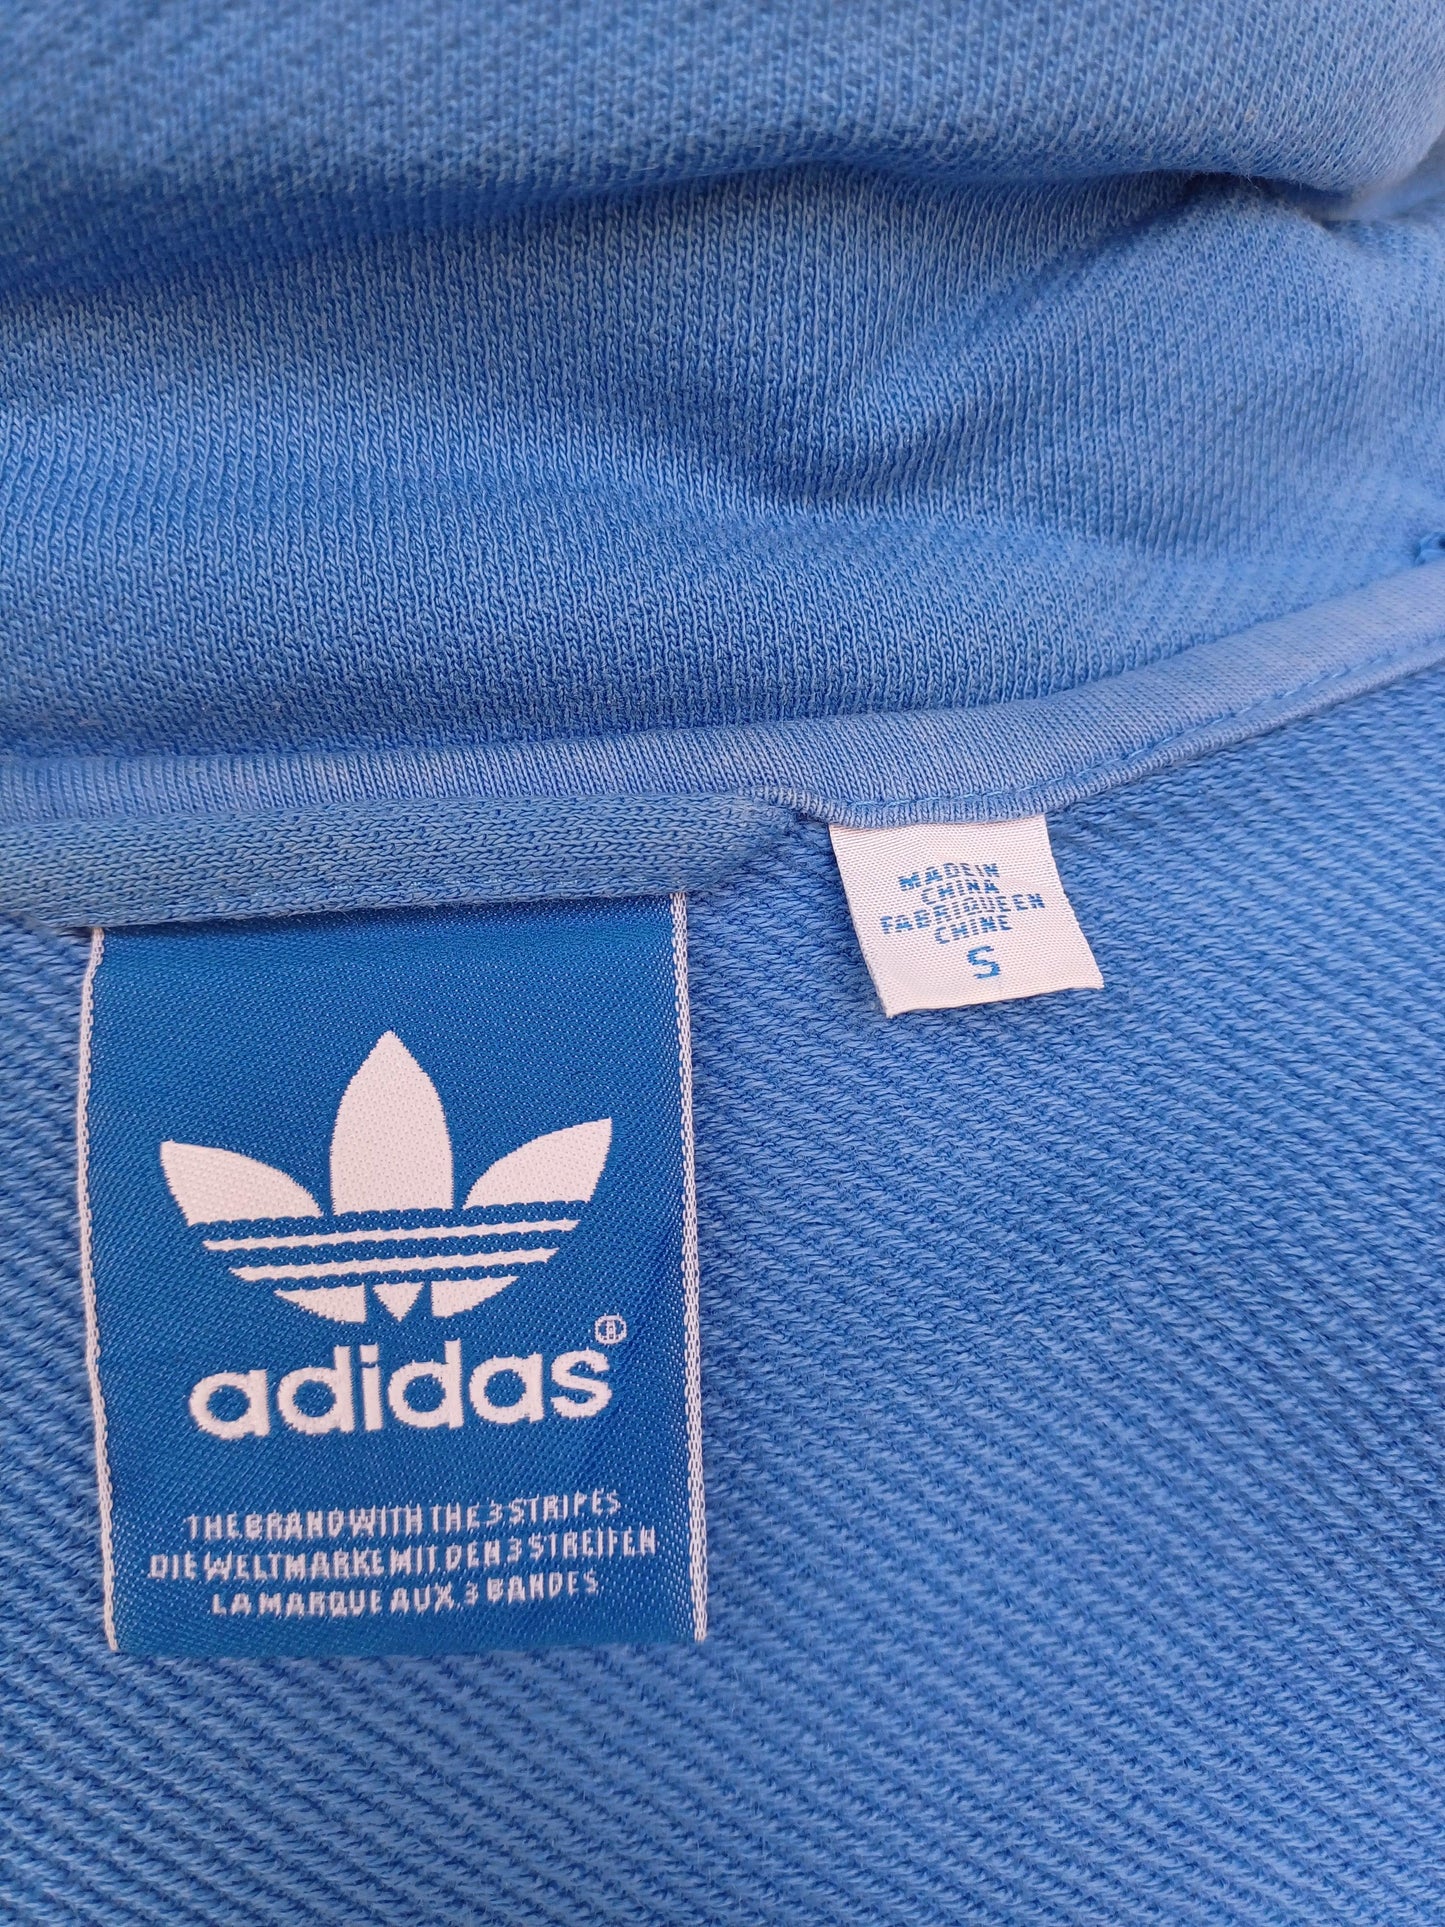 MADE IN
CHINA
FABRIQUE EN
CHINE
S
adidas®
THE BRAND WITH THE 3 STRIPES
DIE WELTMARKE MIT DEN 3 STREIFEN
LA MARQUE AUX 3 BANDES